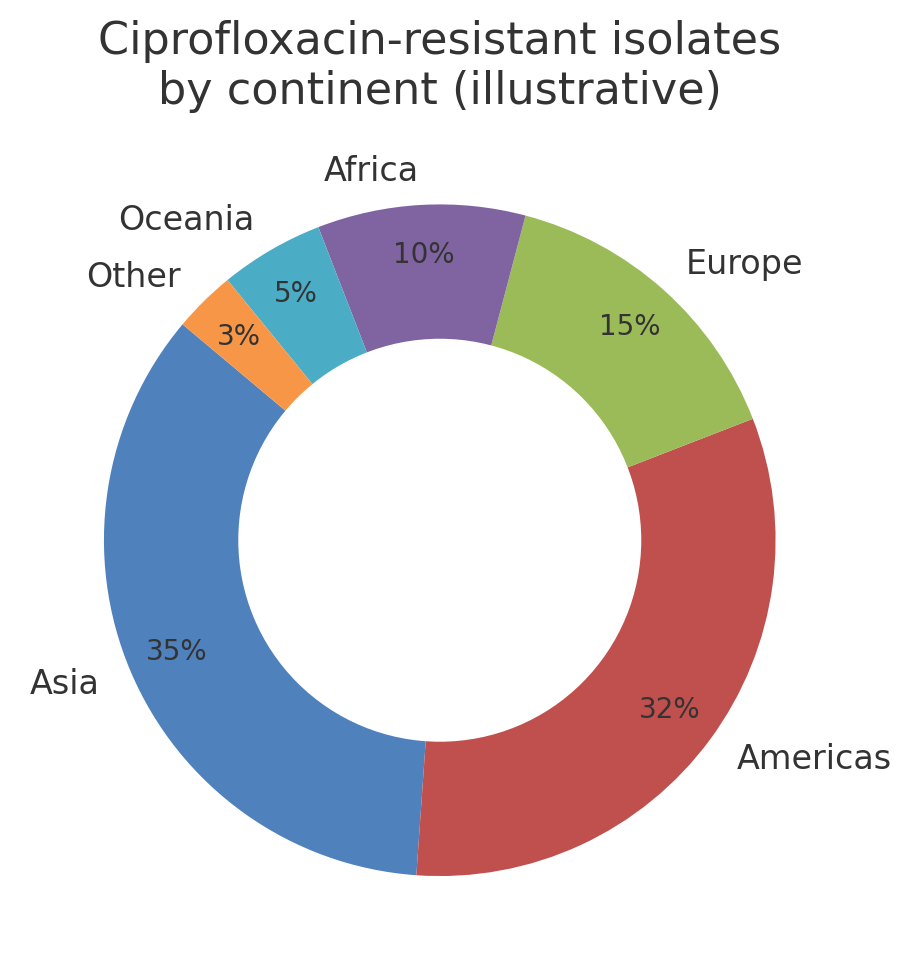 Ciprofloxacin-resistant isolates
by continent (illustrative)
Africa
Oceania
Other
Europe
10%
5%
3%
15%
35%
Asia
32%
Americas